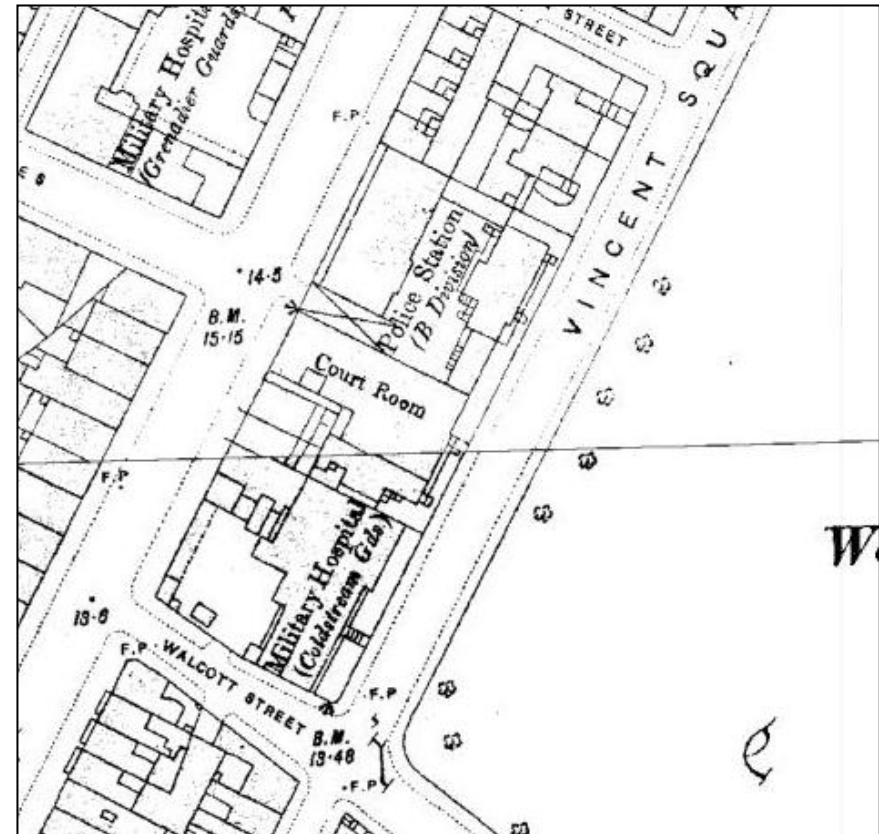 STREET
Military Hospital
(Grenadier Guards)
F.P.
VINCENT SQUA
ES
14·5
B.M.
15·15
Police Station
(B Division)
Court Room
F.P.
Military Hospital
(Coldstream Gds)
13·6
F.P.
WALCOTT STREET
F.P
B.M.
13·48
S
F.P.